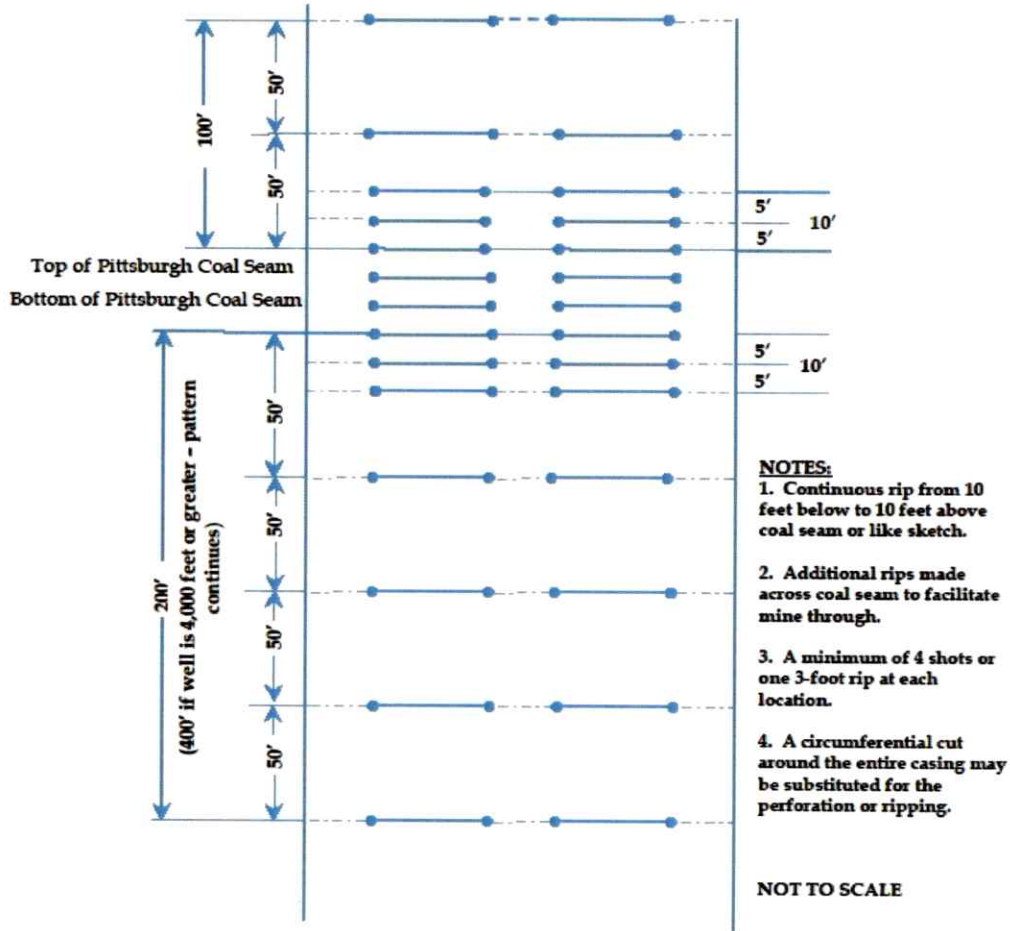 100'
50'
50'
5'
10'
5'
Top of Pittsburgh Coal Seam
Bottom of Pittsburgh Coal Seam
5'
10'
5'
200'
(400' if well is 4,000 feet or greater – pattern
continues)
50'
50'
50'
50'
NOTES:
1. Continuous rip from 10
feet below to 10 feet above
coal seam or like sketch.
2. Additional rips made
across coal seam to facilitate
mine through.
3. A minimum of 4 shots or
one 3-foot rip at each
location.
4. A circumferential cut
around the entire casing may
be substituted for the
perforation or ripping.
NOT TO SCALE